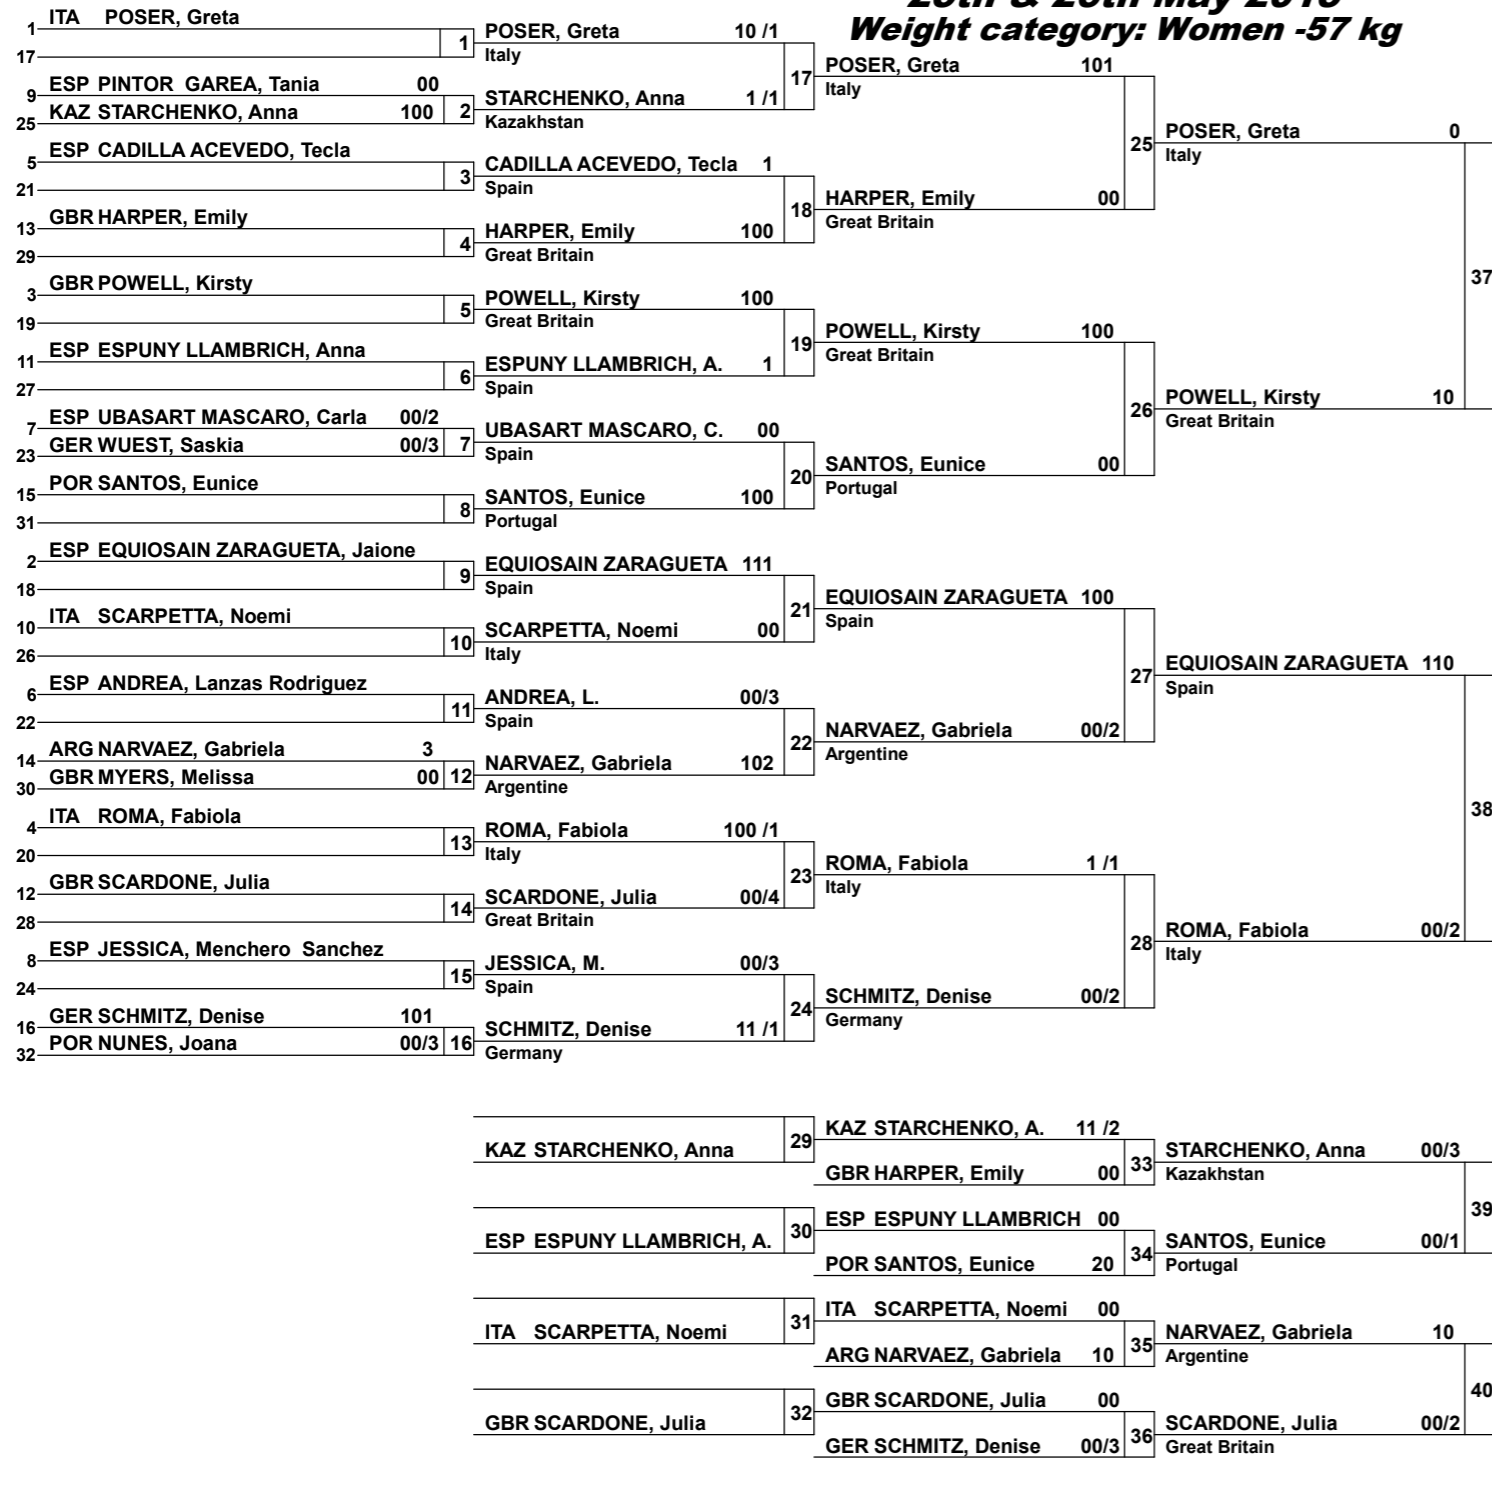 Weight category: Women -57 kg
1 ITA POSER, Greta
17
1
9 ESP PINTOR GAREA, Tania 00
25 KAZ STARCHENKO, Anna 100
2
5 ESP CADILLA ACEVEDO, Tecla
21
3
13 GBR HARPER, Emily
29
4
3 GBR POWELL, Kirsty
19
5
11 ESP ESPUNY LLAMBRICH, Anna
27
6
7 ESP UBASART MASCARO, Carla 00/2
23 GER WUEST, Saskia 00/3
7
15 POR SANTOS, Eunice
31
8
2 ESP EQUIOSAIN ZARAGUETA, Jaione
18
9
10 ITA SCARPETTA, Noemi
26
10
6 ESP ANDREA, Lanzas Rodriguez
22
11
14 ARG NARVAEZ, Gabriela 3
30 GBR MYERS, Melissa 00
12
4 ITA ROMA, Fabiola
20
13
12 GBR SCARDONE, Julia
28
14
8 ESP JESSICA, Menchero Sanchez
24
15
16 GER SCHMITZ, Denise 101
32 POR NUNES, Joana 00/3
16
POSER, Greta 10 /1
Italy
17
STARCHENKO, Anna 1 /1
Kazakhstan
CADILLA ACEVEDO, Tecla 1
Spain
18
HARPER, Emily 100
Great Britain
POWELL, Kirsty 100
Great Britain
19
ESPUNY LLAMBRICH, A. 1
Spain
UBASART MASCARO, C. 00
Spain
20
SANTOS, Eunice 100
Portugal
EQUIOSAIN ZARAGUETA 111
Spain
21
SCARPETTA, Noemi 00
Italy
ANDREA, L. 00/3
Spain
22
NARVAEZ, Gabriela 102
Argentine
ROMA, Fabiola 100 /1
Italy
23
SCARDONE, Julia 00/4
Great Britain
JESSICA, M. 00/3
Spain
24
SCHMITZ, Denise 11 /1
Germany
POSER, Greta 101
Italy
25
HARPER, Emily 00
Great Britain
POWELL, Kirsty 100
Great Britain
26
SANTOS, Eunice 00
Portugal
EQUIOSAIN ZARAGUETA 100
Spain
27
NARVAEZ, Gabriela 00/2
Argentine
ROMA, Fabiola 1 /1
Italy
28
SCHMITZ, Denise 00/2
Germany
POSER, Greta 0
Italy
37
POWELL, Kirsty 10
Great Britain
EQUIOSAIN ZARAGUETA 110
Spain
38
ROMA, Fabiola 00/2
Italy
KAZ STARCHENKO, Anna
29
ESP ESPUNY LLAMBRICH, A.
30
ITA SCARPETTA, Noemi
31
GBR SCARDONE, Julia
32
KAZ STARCHENKO, A. 11 /2
GBR HARPER, Emily 00
33
ESP ESPUNY LLAMBRICH 00
POR SANTOS, Eunice 20
34
ITA SCARPETTA, Noemi 00
ARG NARVAEZ, Gabriela 10
35
GBR SCARDONE, Julia 00
GER SCHMITZ, Denise 00/3
36
STARCHENKO, Anna 00/3
Kazakhstan
39
SANTOS, Eunice 00/1
Portugal
NARVAEZ, Gabriela 10
Argentine
40
SCARDONE, Julia 00/2
Great Britain